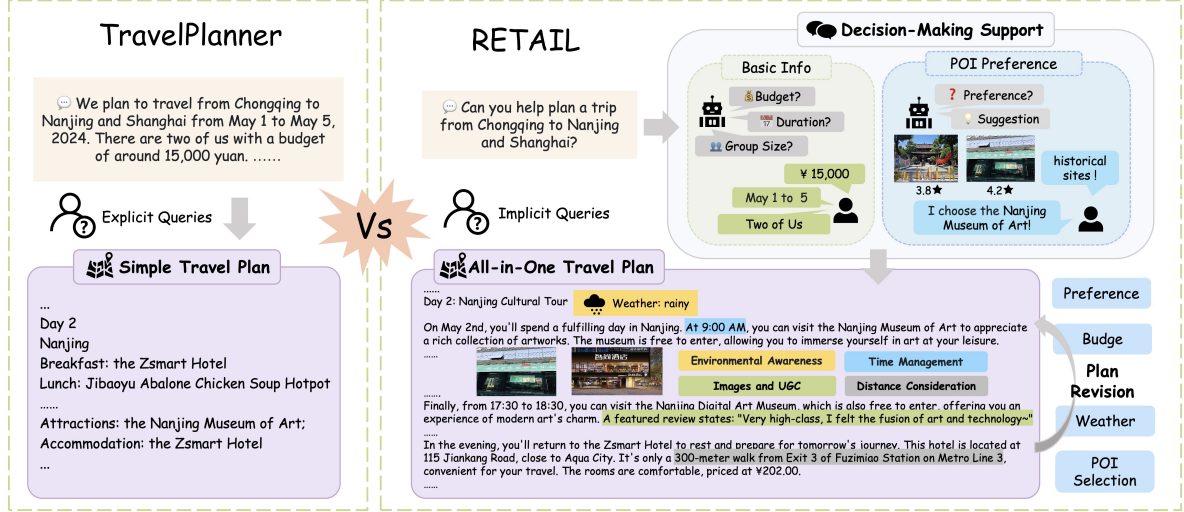 TravelPlanner
We plan to travel from Chongqing to
Nanjing and Shanghai from May 1 to May 5,
2024. There are two of us with a budget
of around 15,000 yuan. ......
Explicit Queries
Simple Travel Plan
...
Day 2
Nanjing
Breakfast: the Zsmart Hotel
Lunch: Jibaoyu Abalone Chicken Soup Hotpot
......
Attractions: the Nanjing Museum of Art;
Accommodation: the Zsmart Hotel
...
Vs
RETAIL
Can you help plan a trip
from Chongqing to Nanjing
and Shanghai?
Implicit Queries
Decision-Making Support
Basic Info
Budget?
Duration?
Group Size?
¥ 15,000
May 1 to 5
Two of Us
POI Preference
Preference?
Suggestion
3.8★
4.2★
historical
sites !
I choose the Nanjing
Museum of Art!
All-in-One Travel Plan
......
Day 2: Nanjing Cultural Tour
Weather: rainy
On May 2nd, you'll spend a fulfilling day in Nanjing. At 9:00 AM, you can visit the Nanjing Museum of Art to appreciate
a rich collection of artworks. The museum is free to enter, allowing you to immerse yourself in art at your leisure.
......
Environmental Awareness
Time Management
Images and UGC
Distance Consideration
.......
Finally, from 17:30 to 18:30, you can visit the Nanjing Digital Art Museum, which is also free to enter, offering you an
experience of modern art's charm. A featured review states: "Very high-class, I felt the fusion of art and technology~"
......
In the evening, you'll return to the Zsmart Hotel to rest and prepare for tomorrow's journey. This hotel is located at
115 Jiankang Road, close to Aqua City. It's only a 300-meter walk from Exit 3 of Fuzimiao Station on Metro Line 3,
convenient for your travel. The rooms are comfortable, priced at ¥202.00.
......
Preference
Budge
Plan
Revision
Weather
POI
Selection